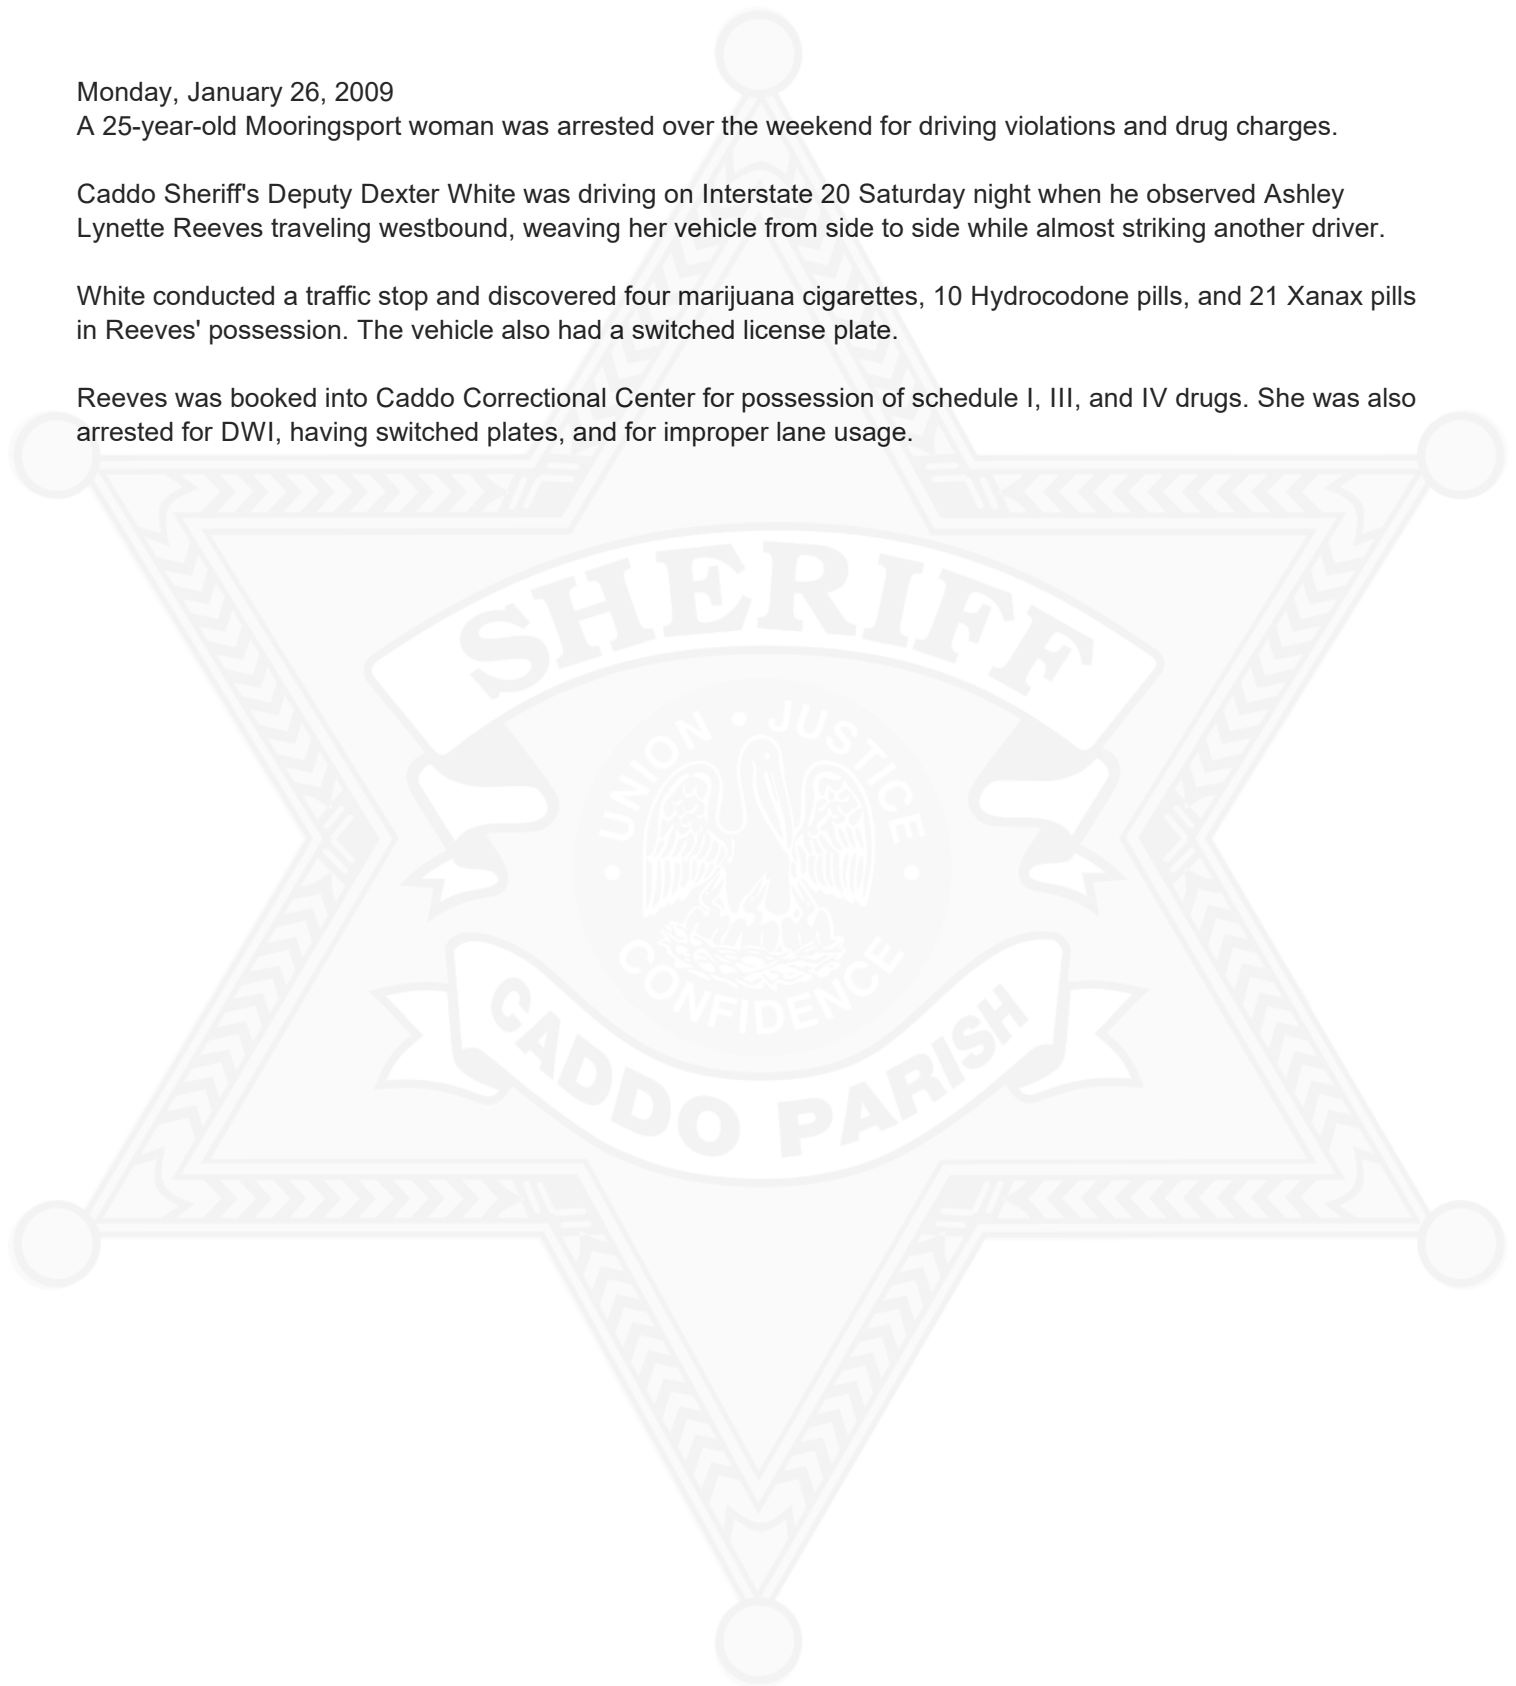 Monday, January 26, 2009
A 25-year-old Mooringsport woman was arrested over the weekend for driving violations and drug charges.
Caddo Sheriff's Deputy Dexter White was driving on Interstate 20 Saturday night when he observed Ashley
Lynette Reeves traveling westbound, weaving her vehicle from side to side while almost striking another driver.
White conducted a traffic stop and discovered four marijuana cigarettes, 10 Hydrocodone pills, and 21 Xanax pills
in Reeves' possession. The vehicle also had a switched license plate.
Reeves was booked into Caddo Correctional Center for possession of schedule I, III, and IV drugs. She was also
arrested for DWI, having switched plates, and for improper lane usage.
SHERIFF
UNION • JUSTICE
• CONFIDENCE •
CADDO PARISH